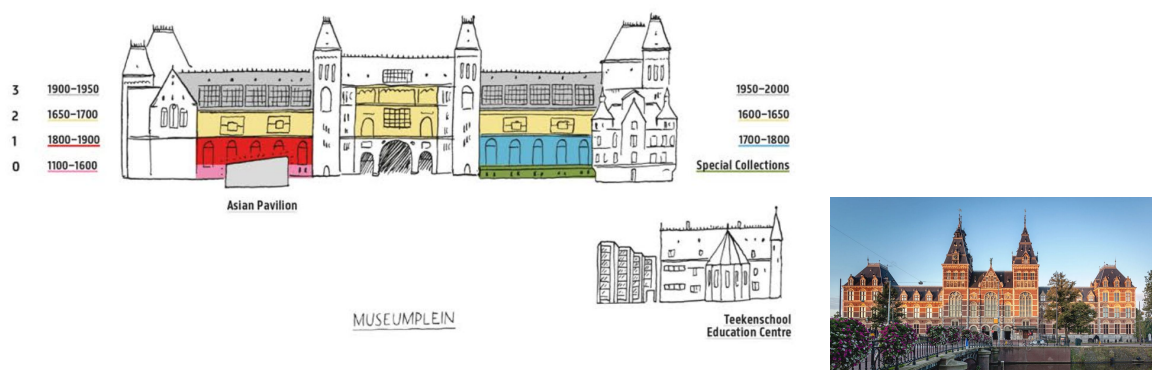 3 1900–1950 1950–2000
2 1650–1700 1600–1650
1 1800–1900 1700–1800
0 1100–1600 Special Collections
Asian Pavilion
MUSEUMPLEIN
Teekenschool
Education Centre